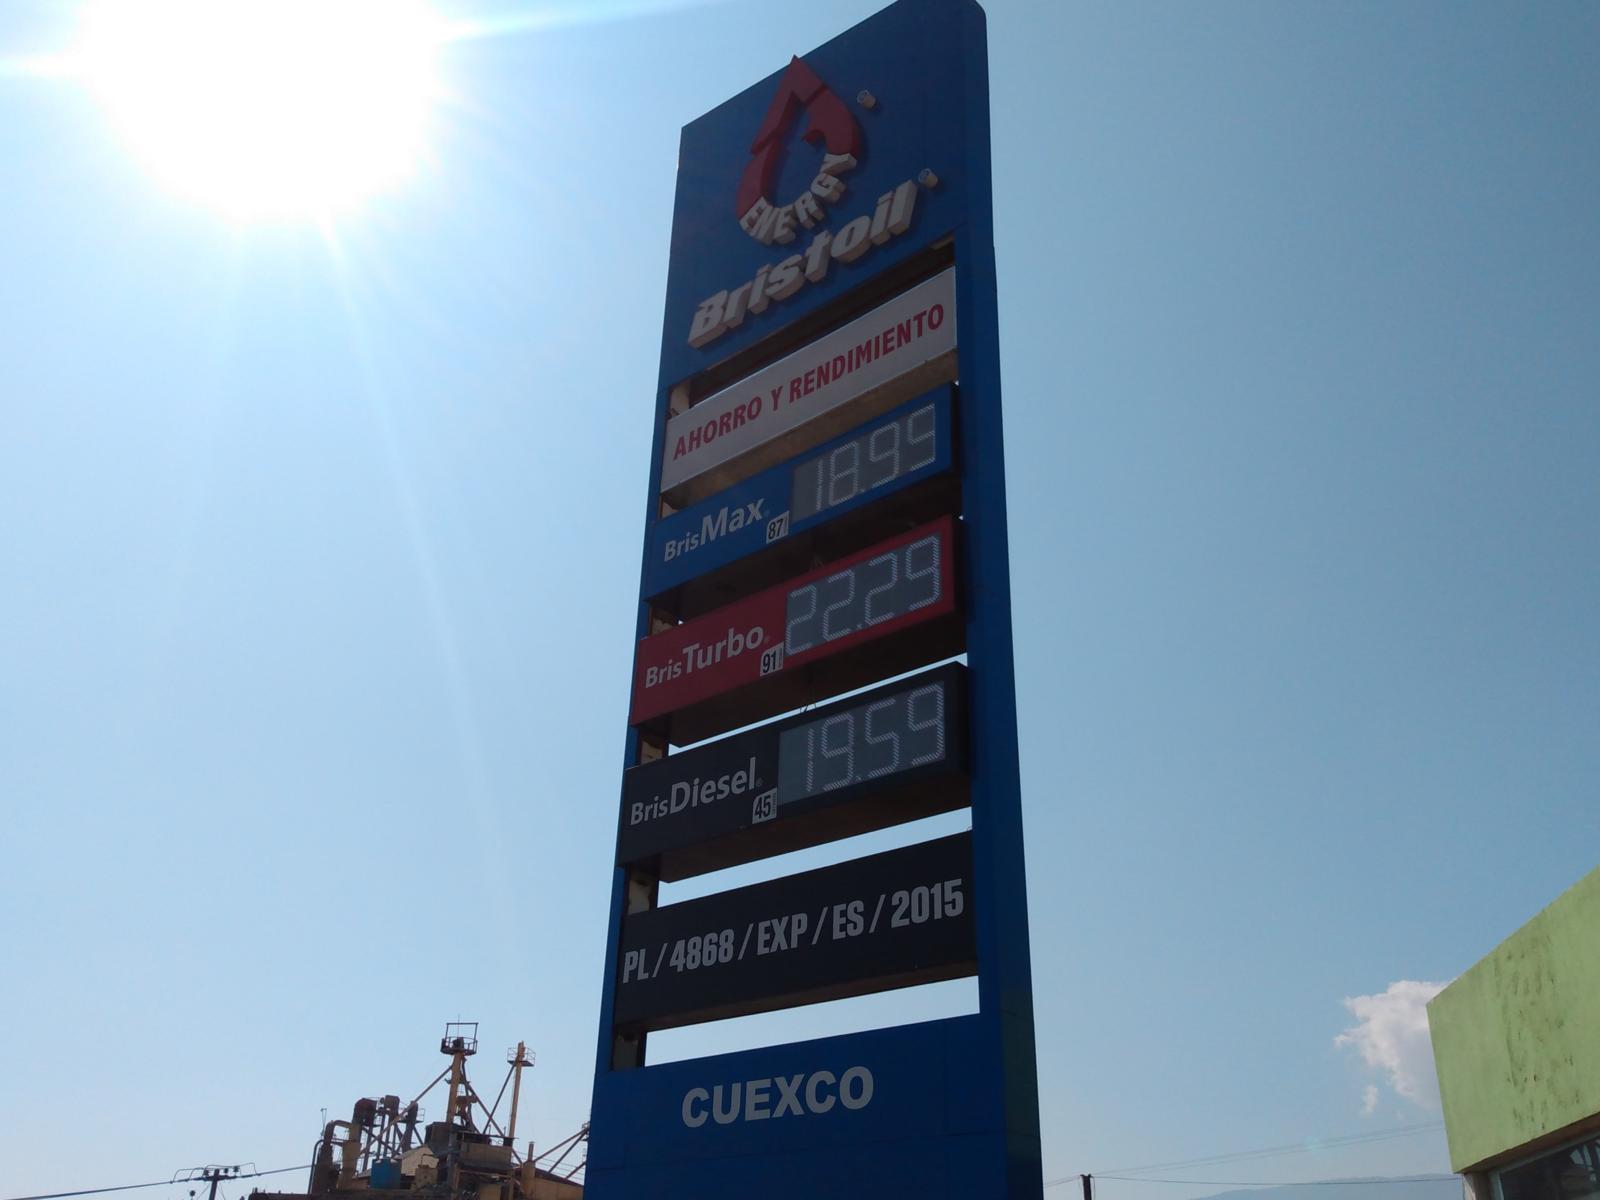 ENERGY
Bristoil
AHORRO Y RENDIMIENTO
BrisMax 87 18.99
BrisTurbo 91 22.29
BrisDiesel 45 19.59
PL / 4868 / EXP / ES / 2015
CUEXCO